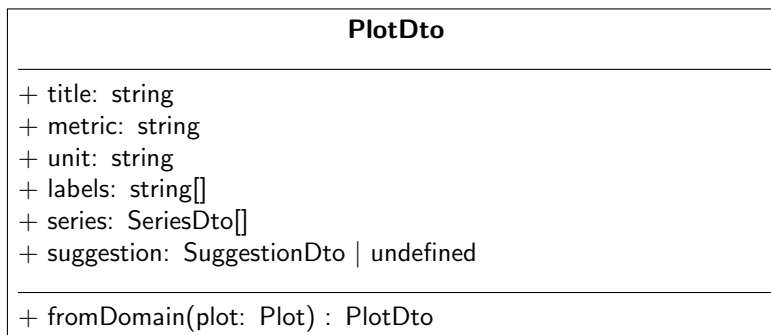 PlotDto
+ title: string
+ metric: string
+ unit: string
+ labels: string[]
+ series: SeriesDto[]
+ suggestion: SuggestionDto | undefined
+ fromDomain(plot: Plot) : PlotDto